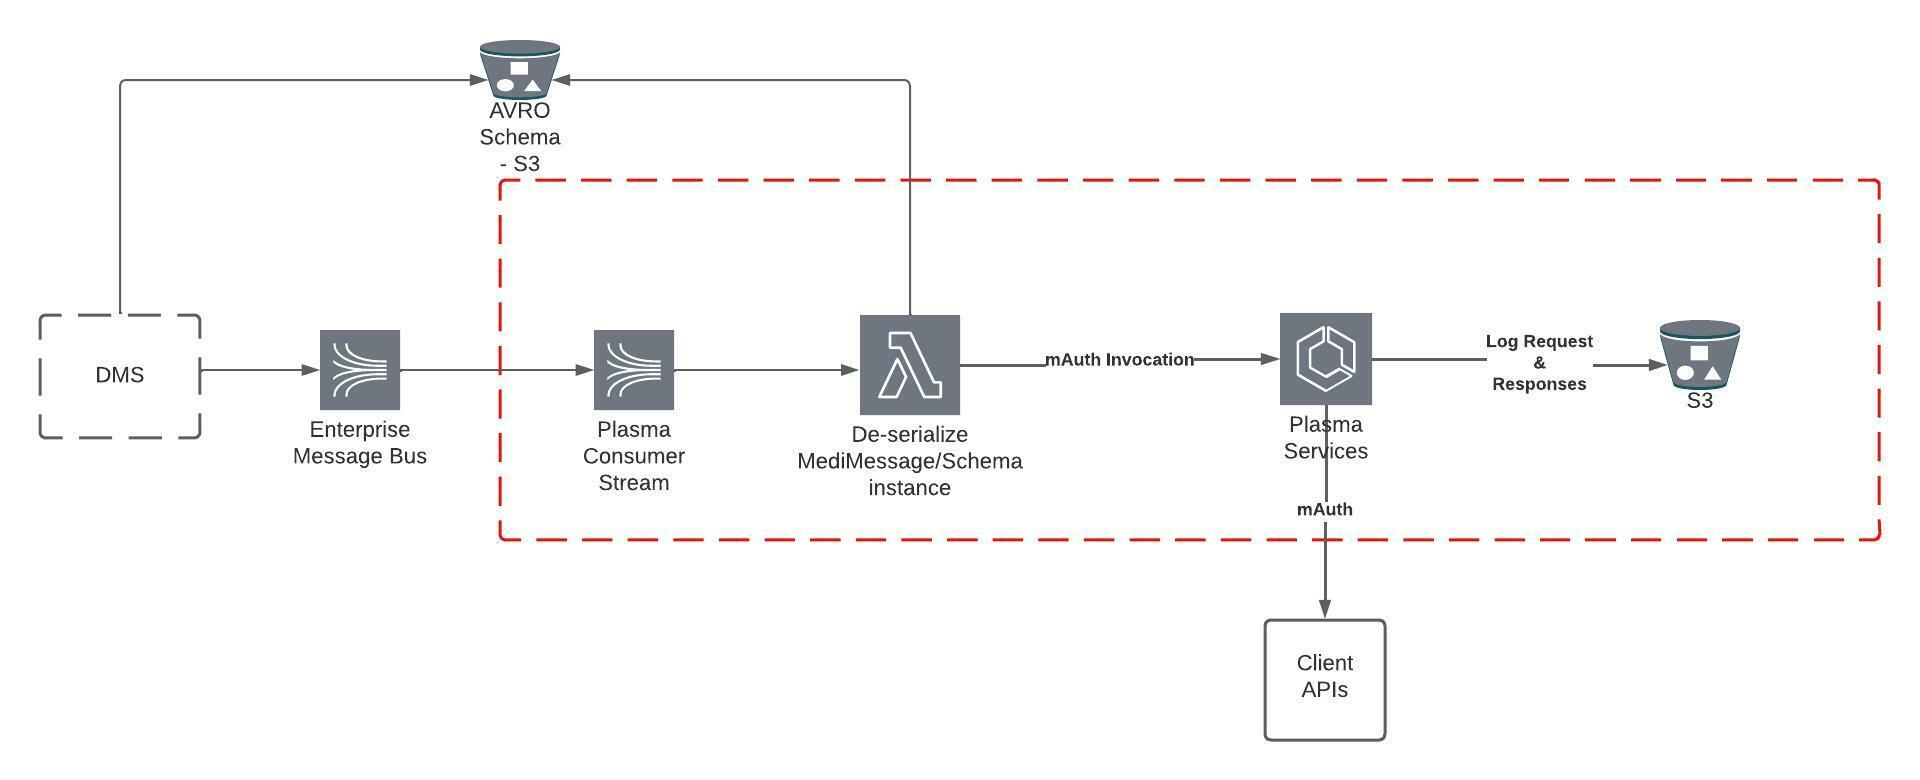 AVRO
Schema
- S3
DMS
Enterprise
Message Bus
Plasma
Consumer
Stream
De-serialize
MediMessage/Schema
instance
mAuth Invocation
Plasma
Services
mAuth
Log Request
&
Responses
S3
Client
APIs